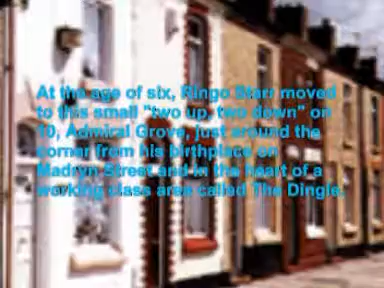 At the age of six, Ringo Starr moved
to this small "two up, two down" on
10, Admiral Grove, just around the
corner from his birthplace on
Madryn Street and in the heart of a
working class area called The Dingle.